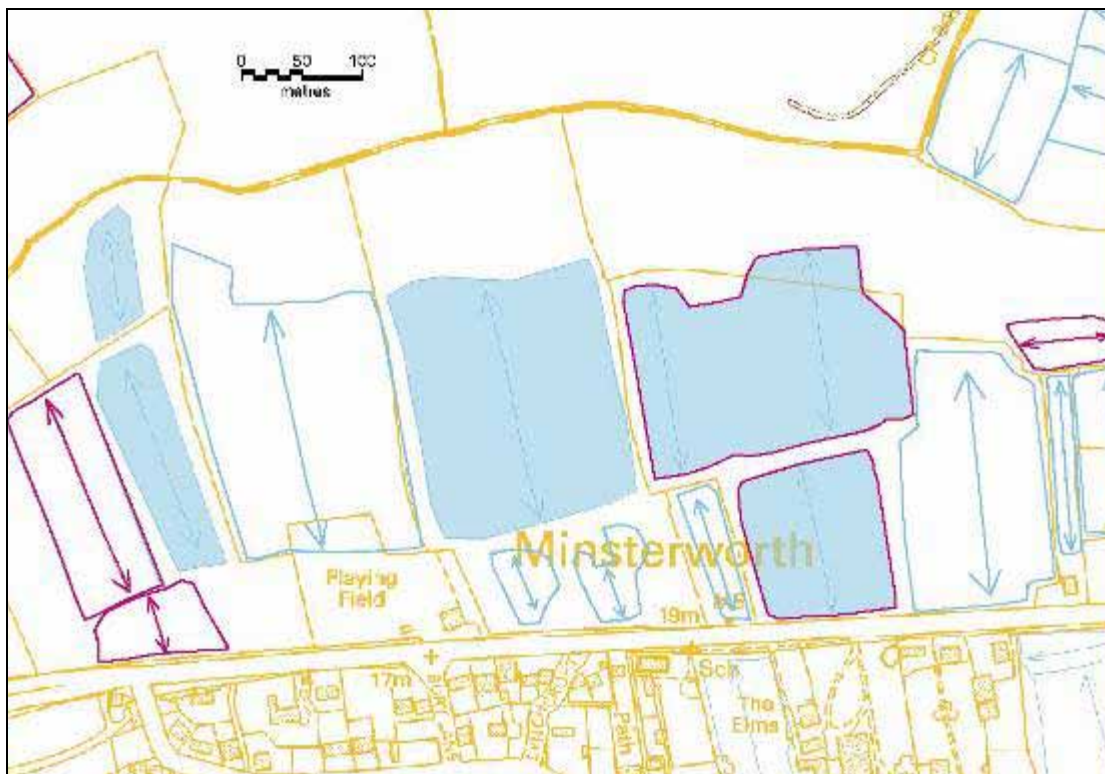 0 50 100
metres
Minsterworth
Playing
Field
19m
17m
Sch
The
Elms
Path